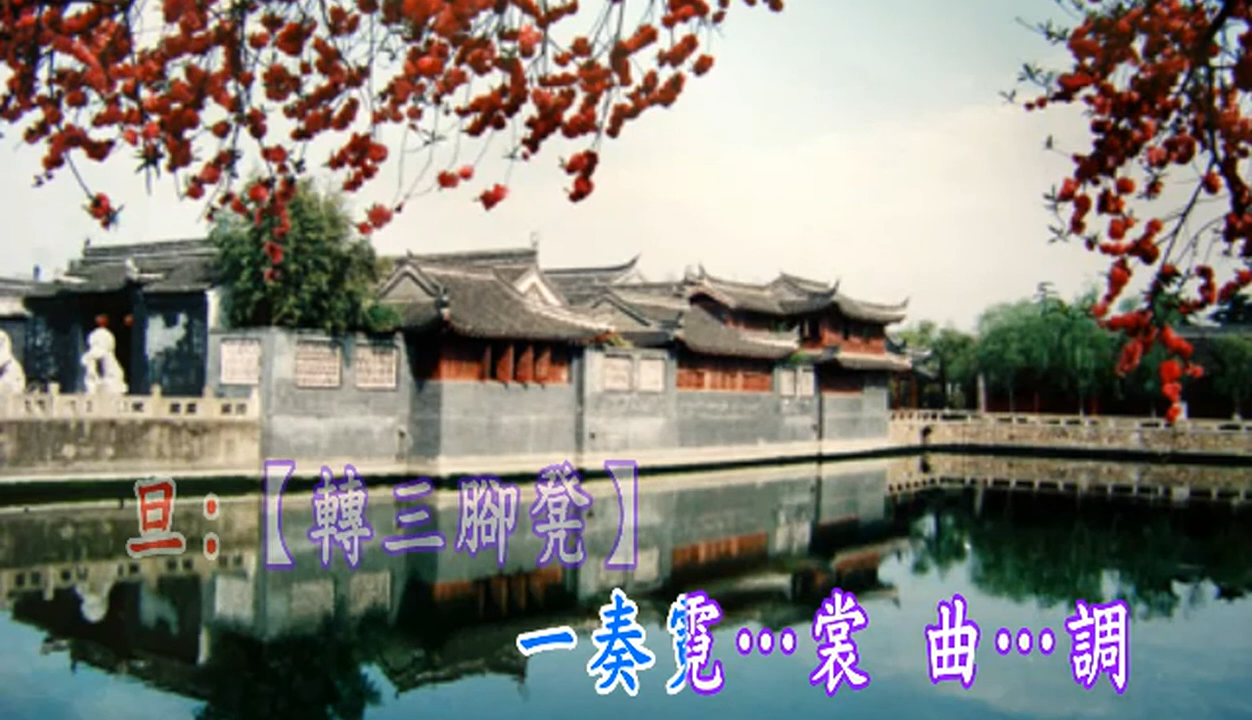 旦：【轉三腳凳】
一奏霓…裳 曲…調